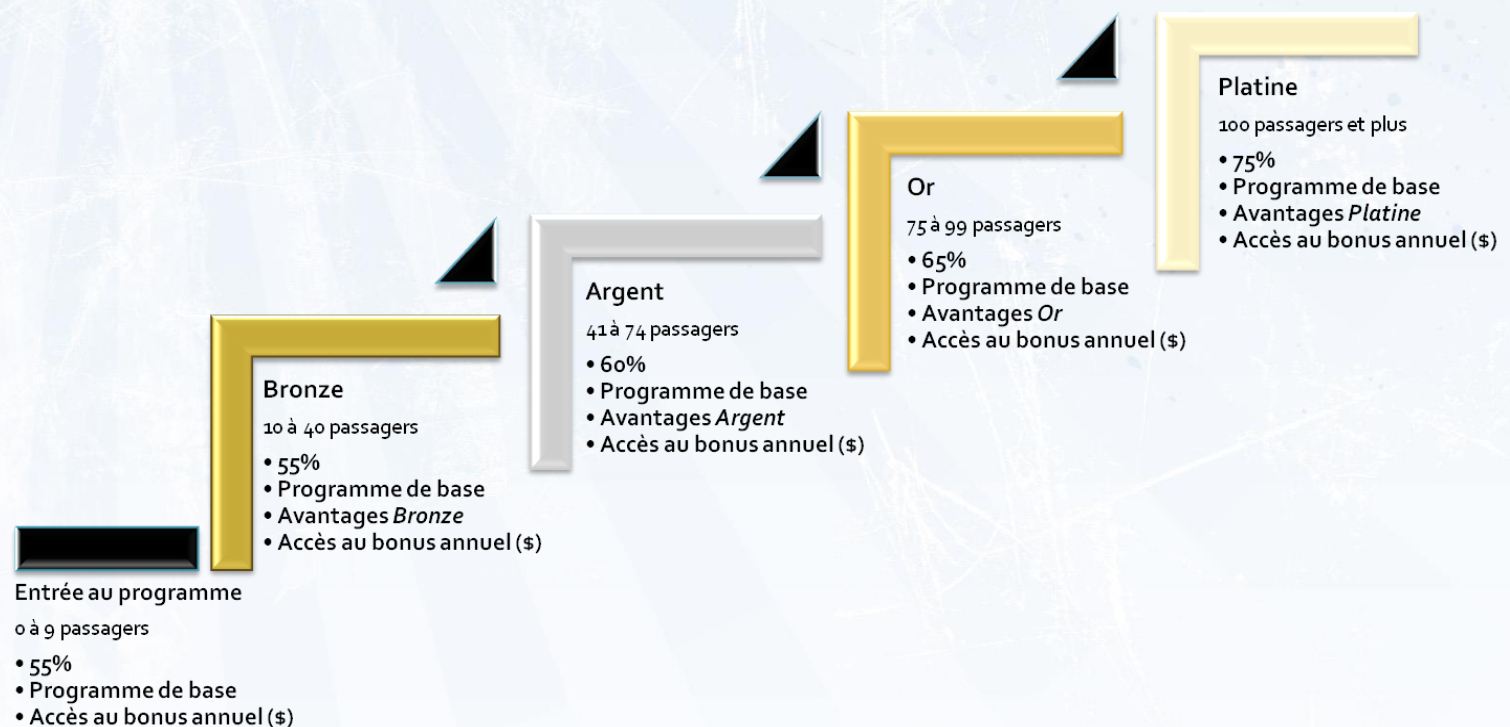 Entrée au programme
0 à 9 passagers
• 55%
• Programme de base
• Accès au bonus annuel ($)
Bronze
10 à 40 passagers
• 55%
• Programme de base
• Avantages Bronze
• Accès au bonus annuel ($)
Argent
41 à 74 passagers
• 60%
• Programme de base
• Avantages Argent
• Accès au bonus annuel ($)
Or
75 à 99 passagers
• 65%
• Programme de base
• Avantages Or
• Accès au bonus annuel ($)
Platine
100 passagers et plus
• 75%
• Programme de base
• Avantages Platine
• Accès au bonus annuel ($)